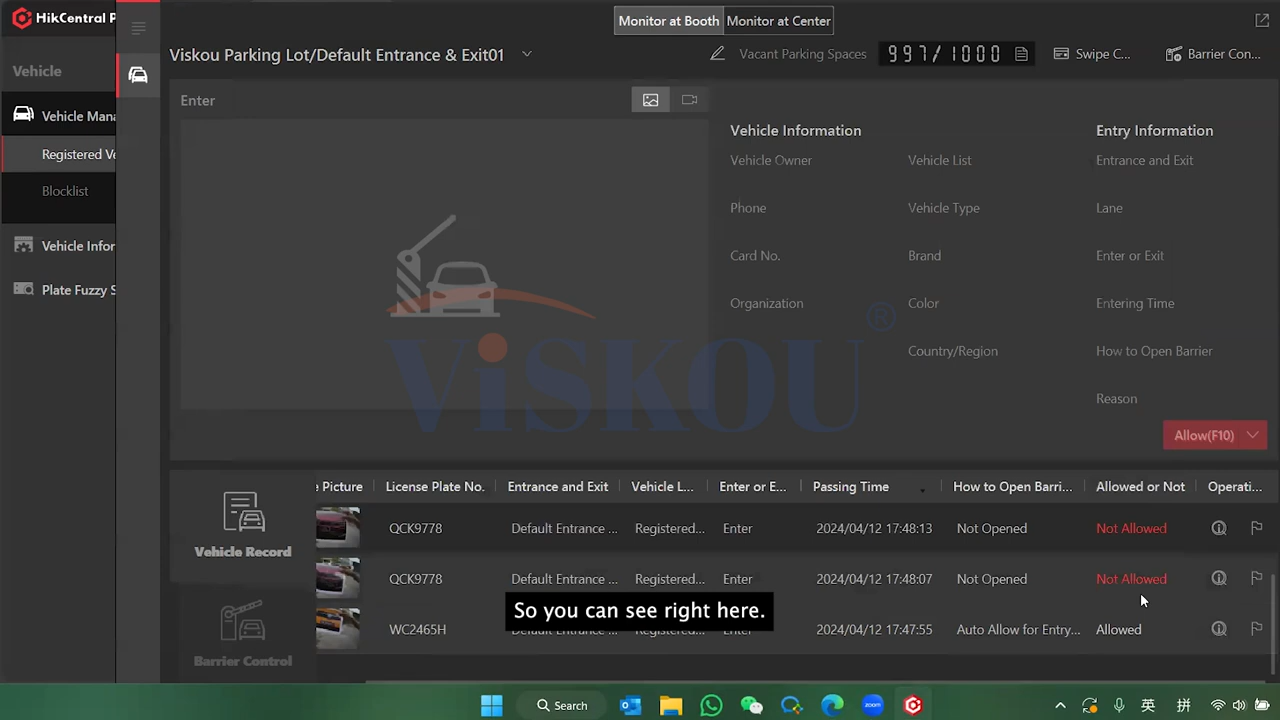 HikCentral P
Monitor at Booth
Monitor at Center
Viskou Parking Lot/Default Entrance & Exit01
Vacant Parking Spaces
997/1000
Swipe C...
Barrier Con...
Vehicle
Vehicle Mana
Registered Ve
Blocklist
Vehicle Infor
Plate Fuzzy S
Enter
Vehicle Information
Entry Information
Vehicle Owner
Vehicle List
Entrance and Exit
Phone
Vehicle Type
Lane
Card No.
Brand
Enter or Exit
Organization
Color
Entering Time
Country/Region
How to Open Barrier
Reason
ViSKOU®
Allow(F10)
Vehicle Record
Barrier Control
e Picture License Plate No. Entrance and Exit Vehicle L... Enter or E... Passing Time How to Open Barri... Allowed or Not Operati...
QCK9778 Default Entrance ... Registered... Enter 2024/04/12 17:48:13 Not Opened Not Allowed
QCK9778 Default Entrance ... Registered... Enter 2024/04/12 17:48:07 Not Opened Not Allowed
WC2465H Default Entrance ... Registered... Enter 2024/04/12 17:47:55 Auto Allow for Entry... Allowed
So you can see right here.
Search
zoom
英
拼